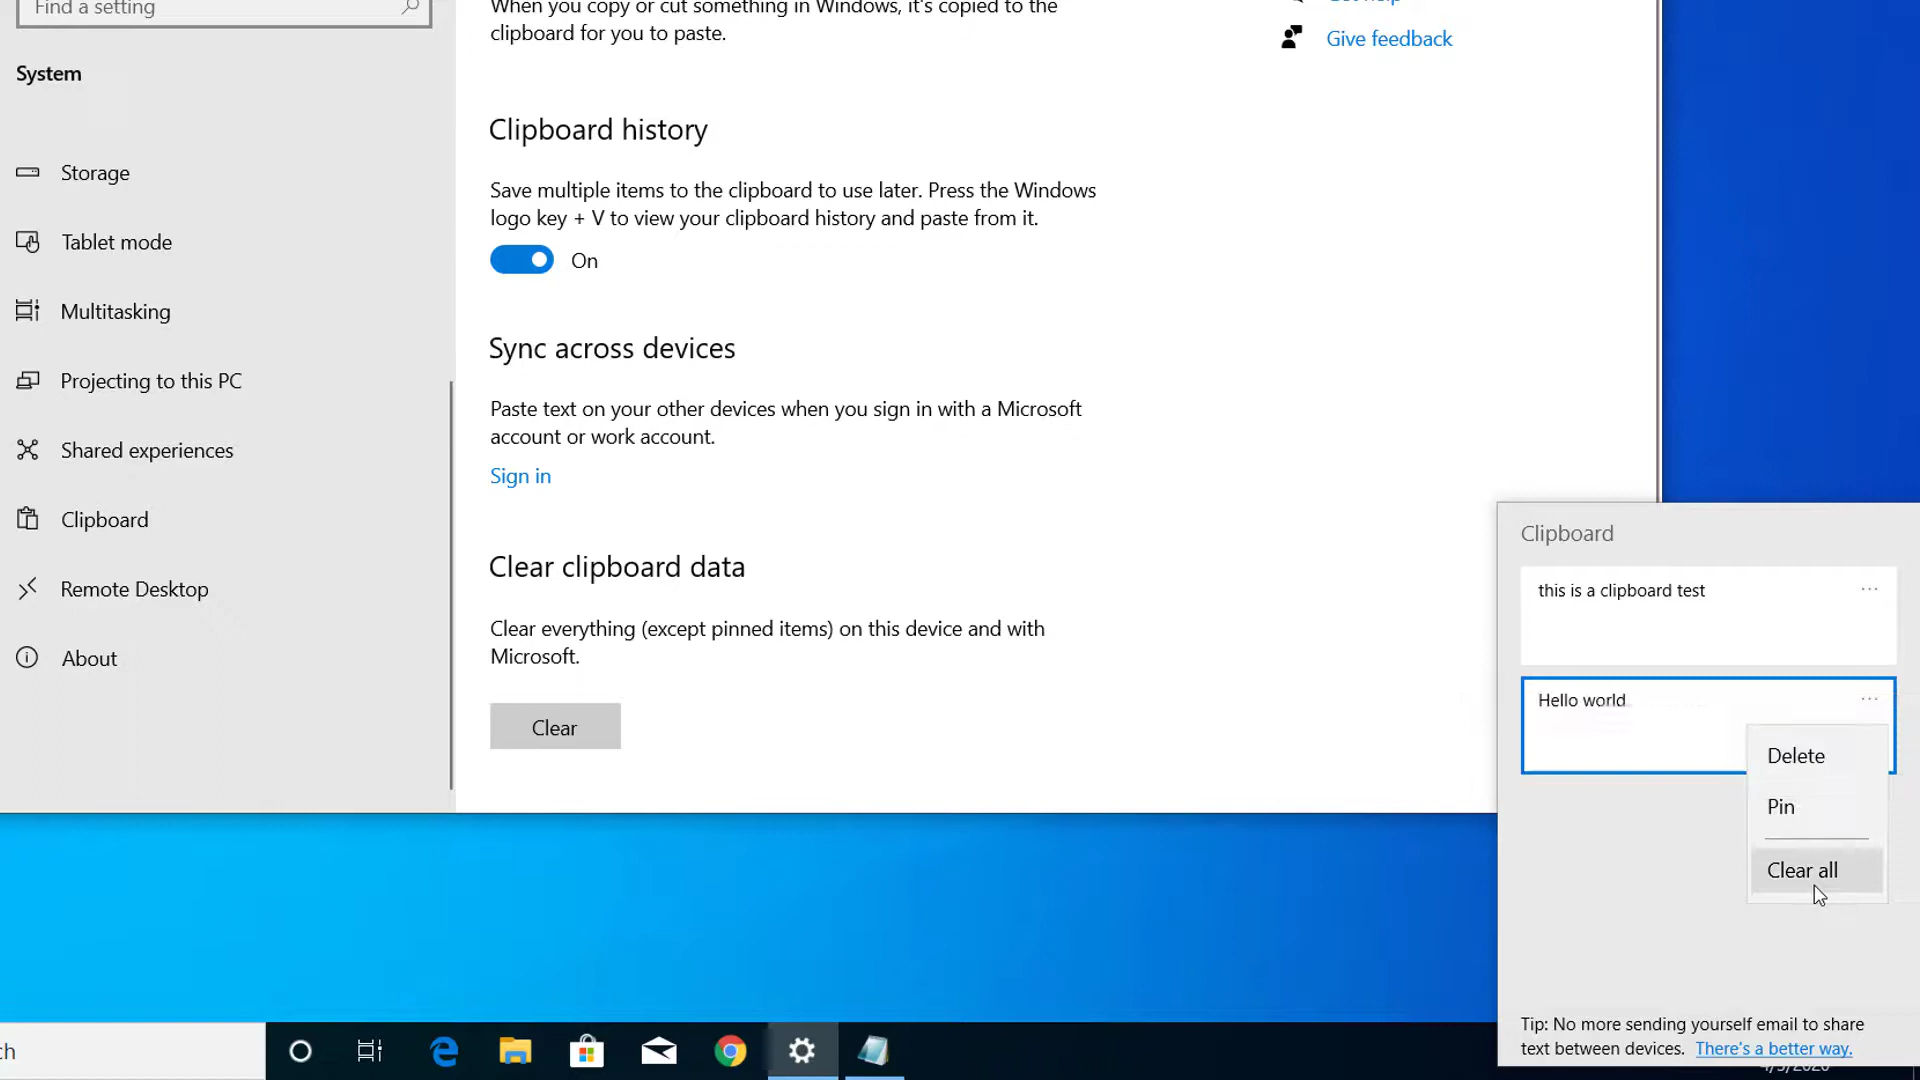 Find a setting
System
Storage
Tablet mode
Multitasking
Projecting to this PC
Shared experiences
Clipboard
Remote Desktop
About
When you copy or cut something in Windows, it's copied to the
clipboard for you to paste.
Clipboard history
Save multiple items to the clipboard to use later. Press the Windows
logo key + V to view your clipboard history and paste from it.
On
Sync across devices
Paste text on your other devices when you sign in with a Microsoft
account or work account.
Sign in
Clear clipboard data
Clear everything (except pinned items) on this device and with
Microsoft.
Clear
Get help
Give feedback
Clipboard
this is a clipboard test
Hello world
Delete
Pin
Clear all
Tip: No more sending yourself email to share
text between devices. There's a better way.
ch